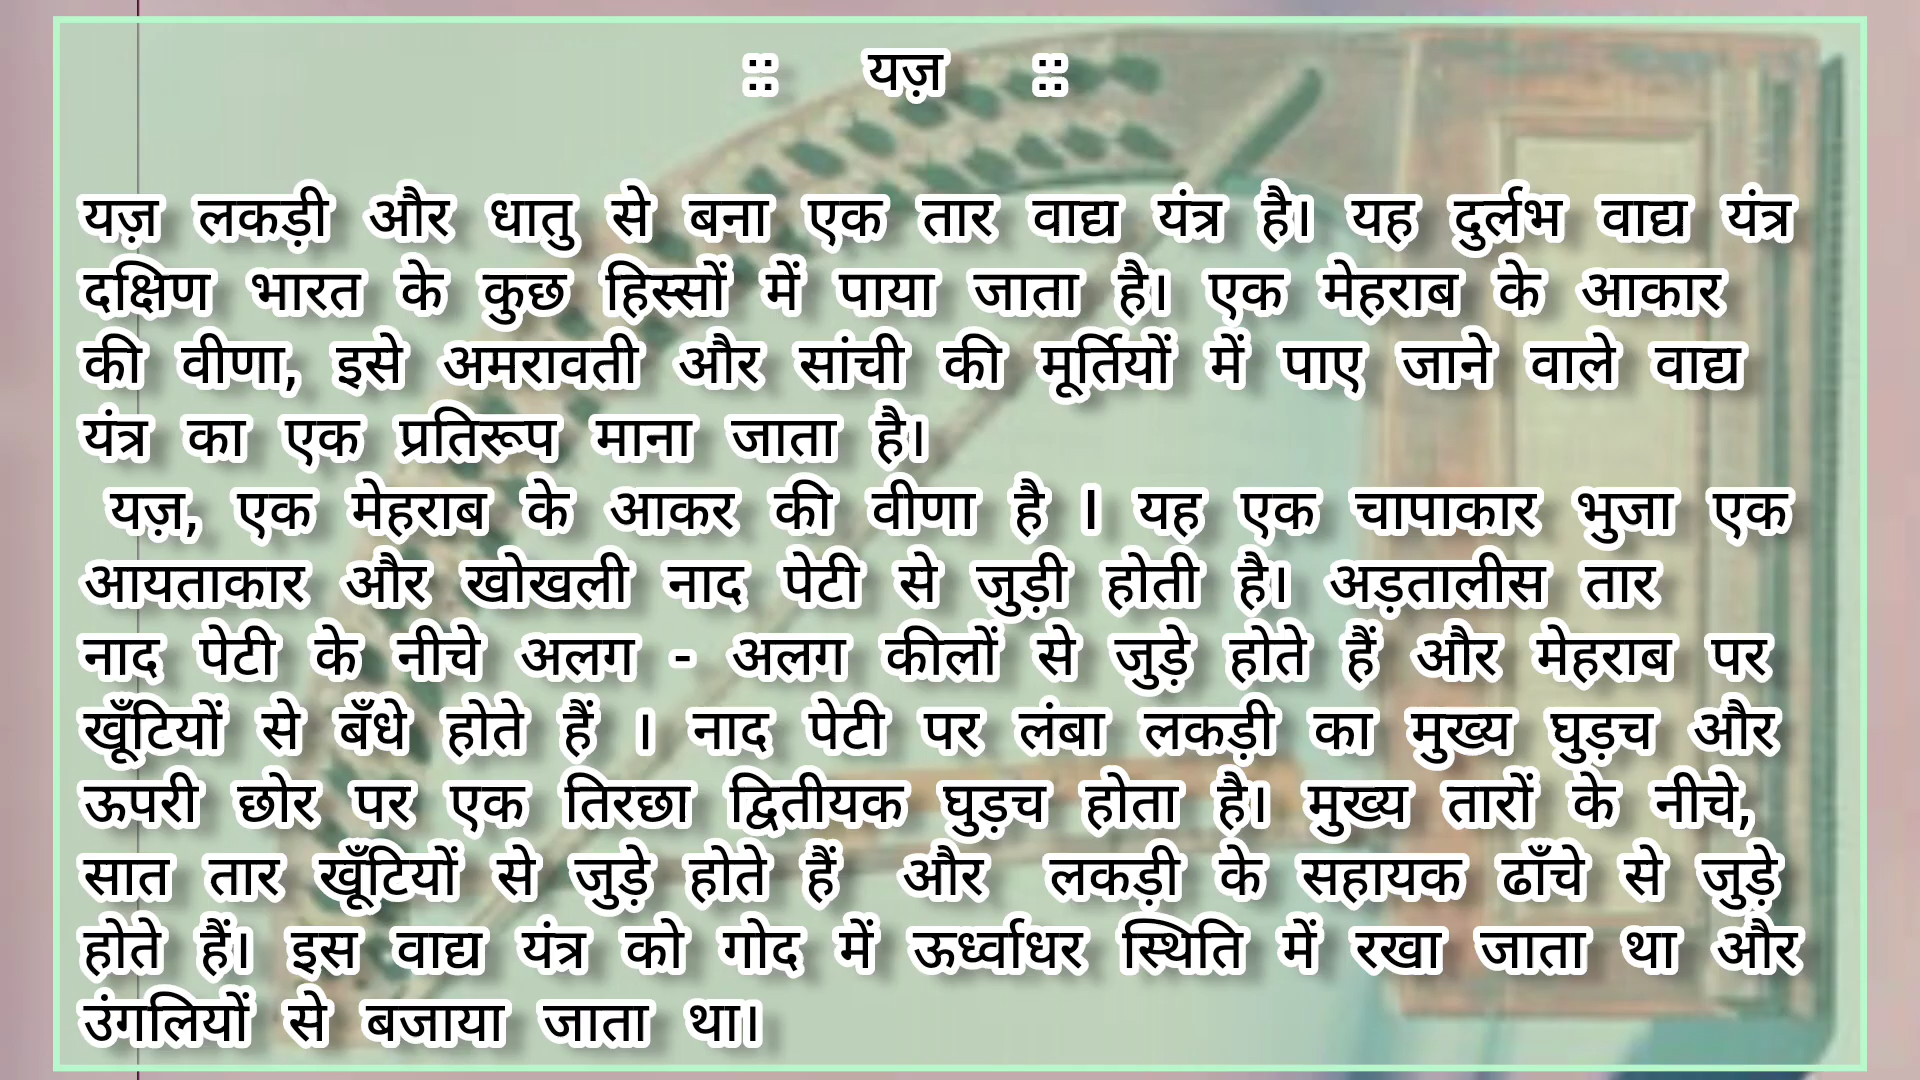 :: यज़ ::
यज़ लकड़ी और धातु से बना एक तार वाद्य यंत्र है। यह दुर्लभ वाद्य यंत्र
दक्षिण भारत के कुछ हिस्सों में पाया जाता है। एक मेहराब के आकार
की वीणा, इसे अमरावती और सांची की मूर्तियों में पाए जाने वाले वाद्य
यंत्र का एक प्रतिरूप माना जाता है।
यज़, एक मेहराब के आकर की वीणा है l यह एक चापाकार भुजा एक
आयताकार और खोखली नाद पेटी से जुड़ी होती है। अड़तालीस तार
नाद पेटी के नीचे अलग - अलग कीलों से जुड़े होते हैं और मेहराब पर
खूँटियों से बँधे होते हैं । नाद पेटी पर लंबा लकड़ी का मुख्य घुड़च और
ऊपरी छोर पर एक तिरछा द्वितीयक घुड़च होता है। मुख्य तारों के नीचे,
सात तार खूँटियों से जुड़े होते हैं और लकड़ी के सहायक ढाँचे से जुड़े
होते हैं। इस वाद्य यंत्र को गोद में ऊर्ध्वाधर स्थिति में रखा जाता था और
उंगलियों से बजाया जाता था।